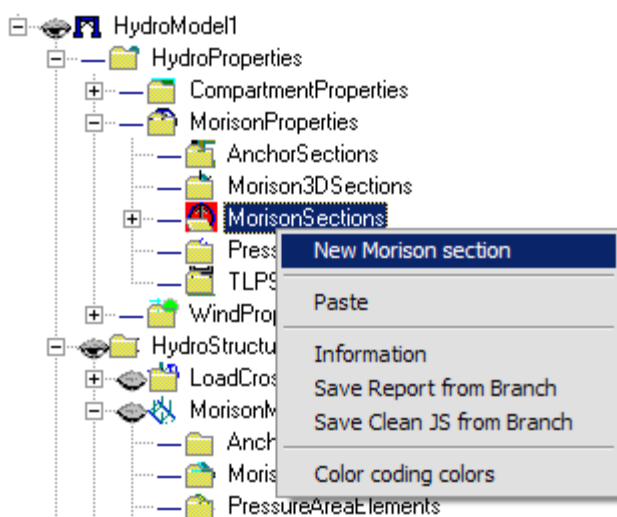 HydroModel1
HydroProperties
CompartmentProperties
MorisonProperties
AnchorSections
Morison3DSections
MorisonSections
Press
New Morison section
TLPS
Paste
WindProp
Information
HydroStructu
Save Report from Branch
LoadCros
Save Clean JS from Branch
MorisonM
Anch
Color coding colors
Moris
PressureAreaElements